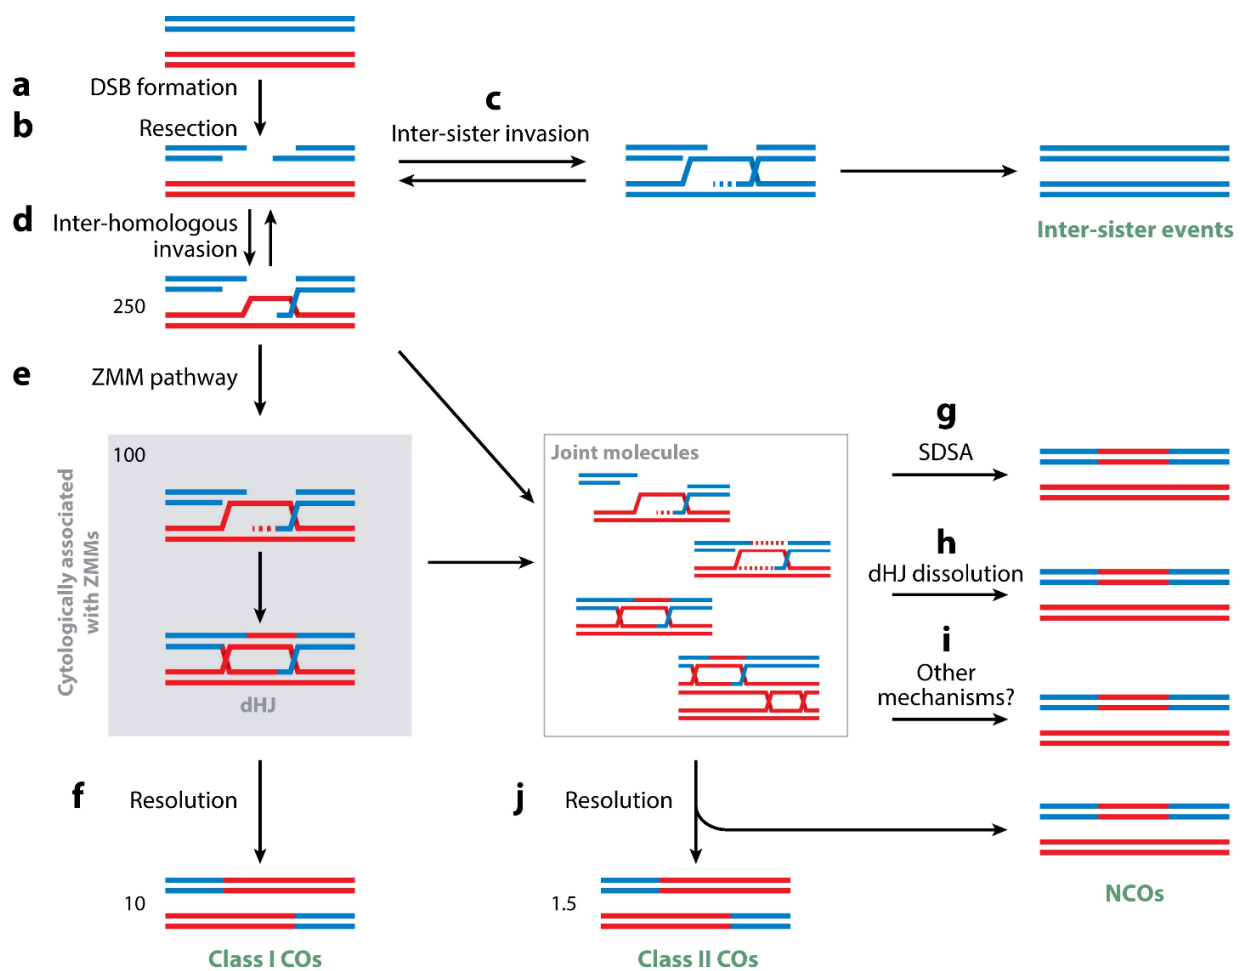 a
DSB formation
b
Resection
c
Inter-sister invasion
Inter-sister events
d
Inter-homologous
invasion
250
e
ZMM pathway
Cytologically associated
with ZMMs
100
dHJ
Joint molecules
g
SDSA
h
dHJ dissolution
i
Other
mechanisms?
f
Resolution
j
Resolution
10
Class I COs
1.5
Class II COs
NCOs